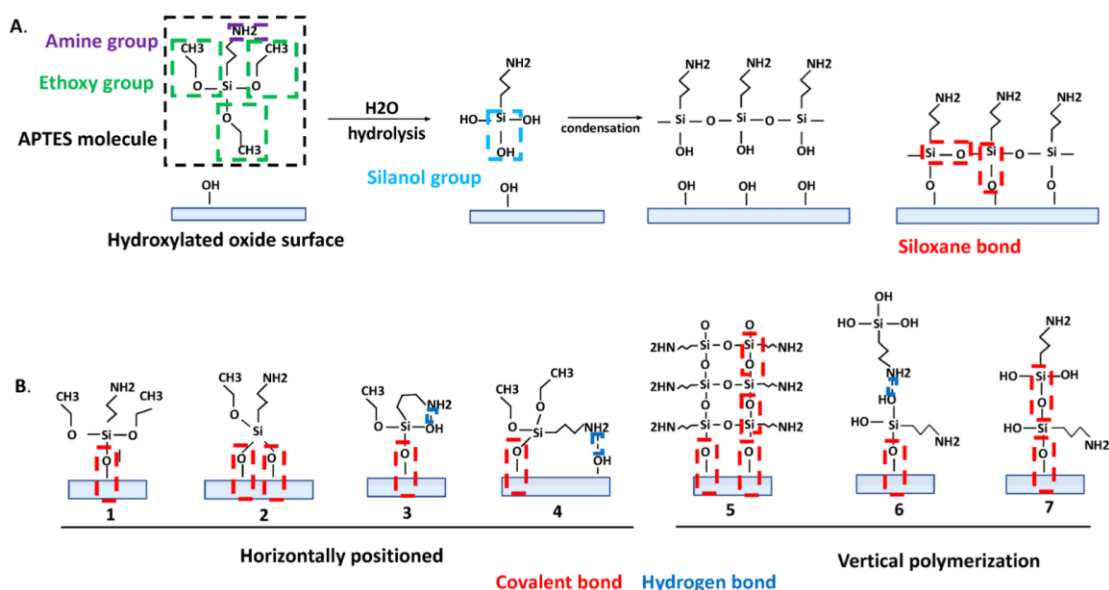 A.
Amine group
Ethoxy group
APTES molecule
NH2
CH3
CH3
O
Si
O
O
CH3
OH
Hydroxylated oxide surface
H2O
hydrolysis
NH2
HO
Si
OH
OH
Silanol group
OH
condensation
NH2
NH2
NH2
Si
O
Si
O
Si
OH
OH
OH
OH
OH
OH
NH2
NH2
NH2
Si
O
Si
O
Si
O
O
O
Siloxane bond
B.
CH3
NH2
CH3
O
Si
O
O
1
CH3
NH2
O
Si
O
O
2
CH3
NH2
O
Si
OH
O
3
CH3
CH3
O
O
Si
NH2
O
OH
4
O
O
2HN
Si
O
Si
NH2
O
O
2HN
Si
O
Si
NH2
O
O
2HN
Si
O
Si
NH2
O
O
5
OH
HO
Si
OH
NH2
HO
HO
Si
NH2
O
6
NH2
HO
Si
OH
O
HO
Si
NH2
O
7
Horizontally positioned
Vertical polymerization
Covalent bond
Hydrogen bond